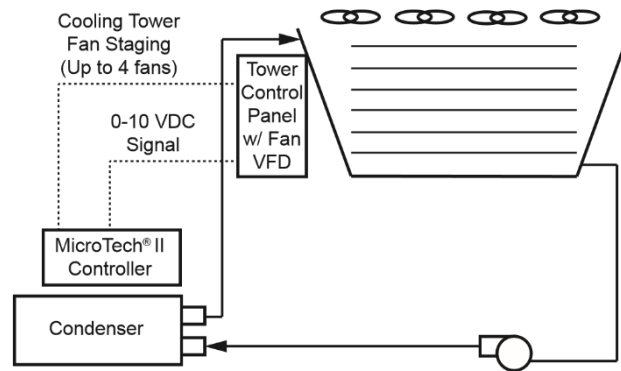 Cooling Tower
Fan Staging
(Up to 4 fans)
Tower
Control
Panel
w/ Fan
VFD
0-10 VDC
Signal
MicroTech® II
Controller
Condenser